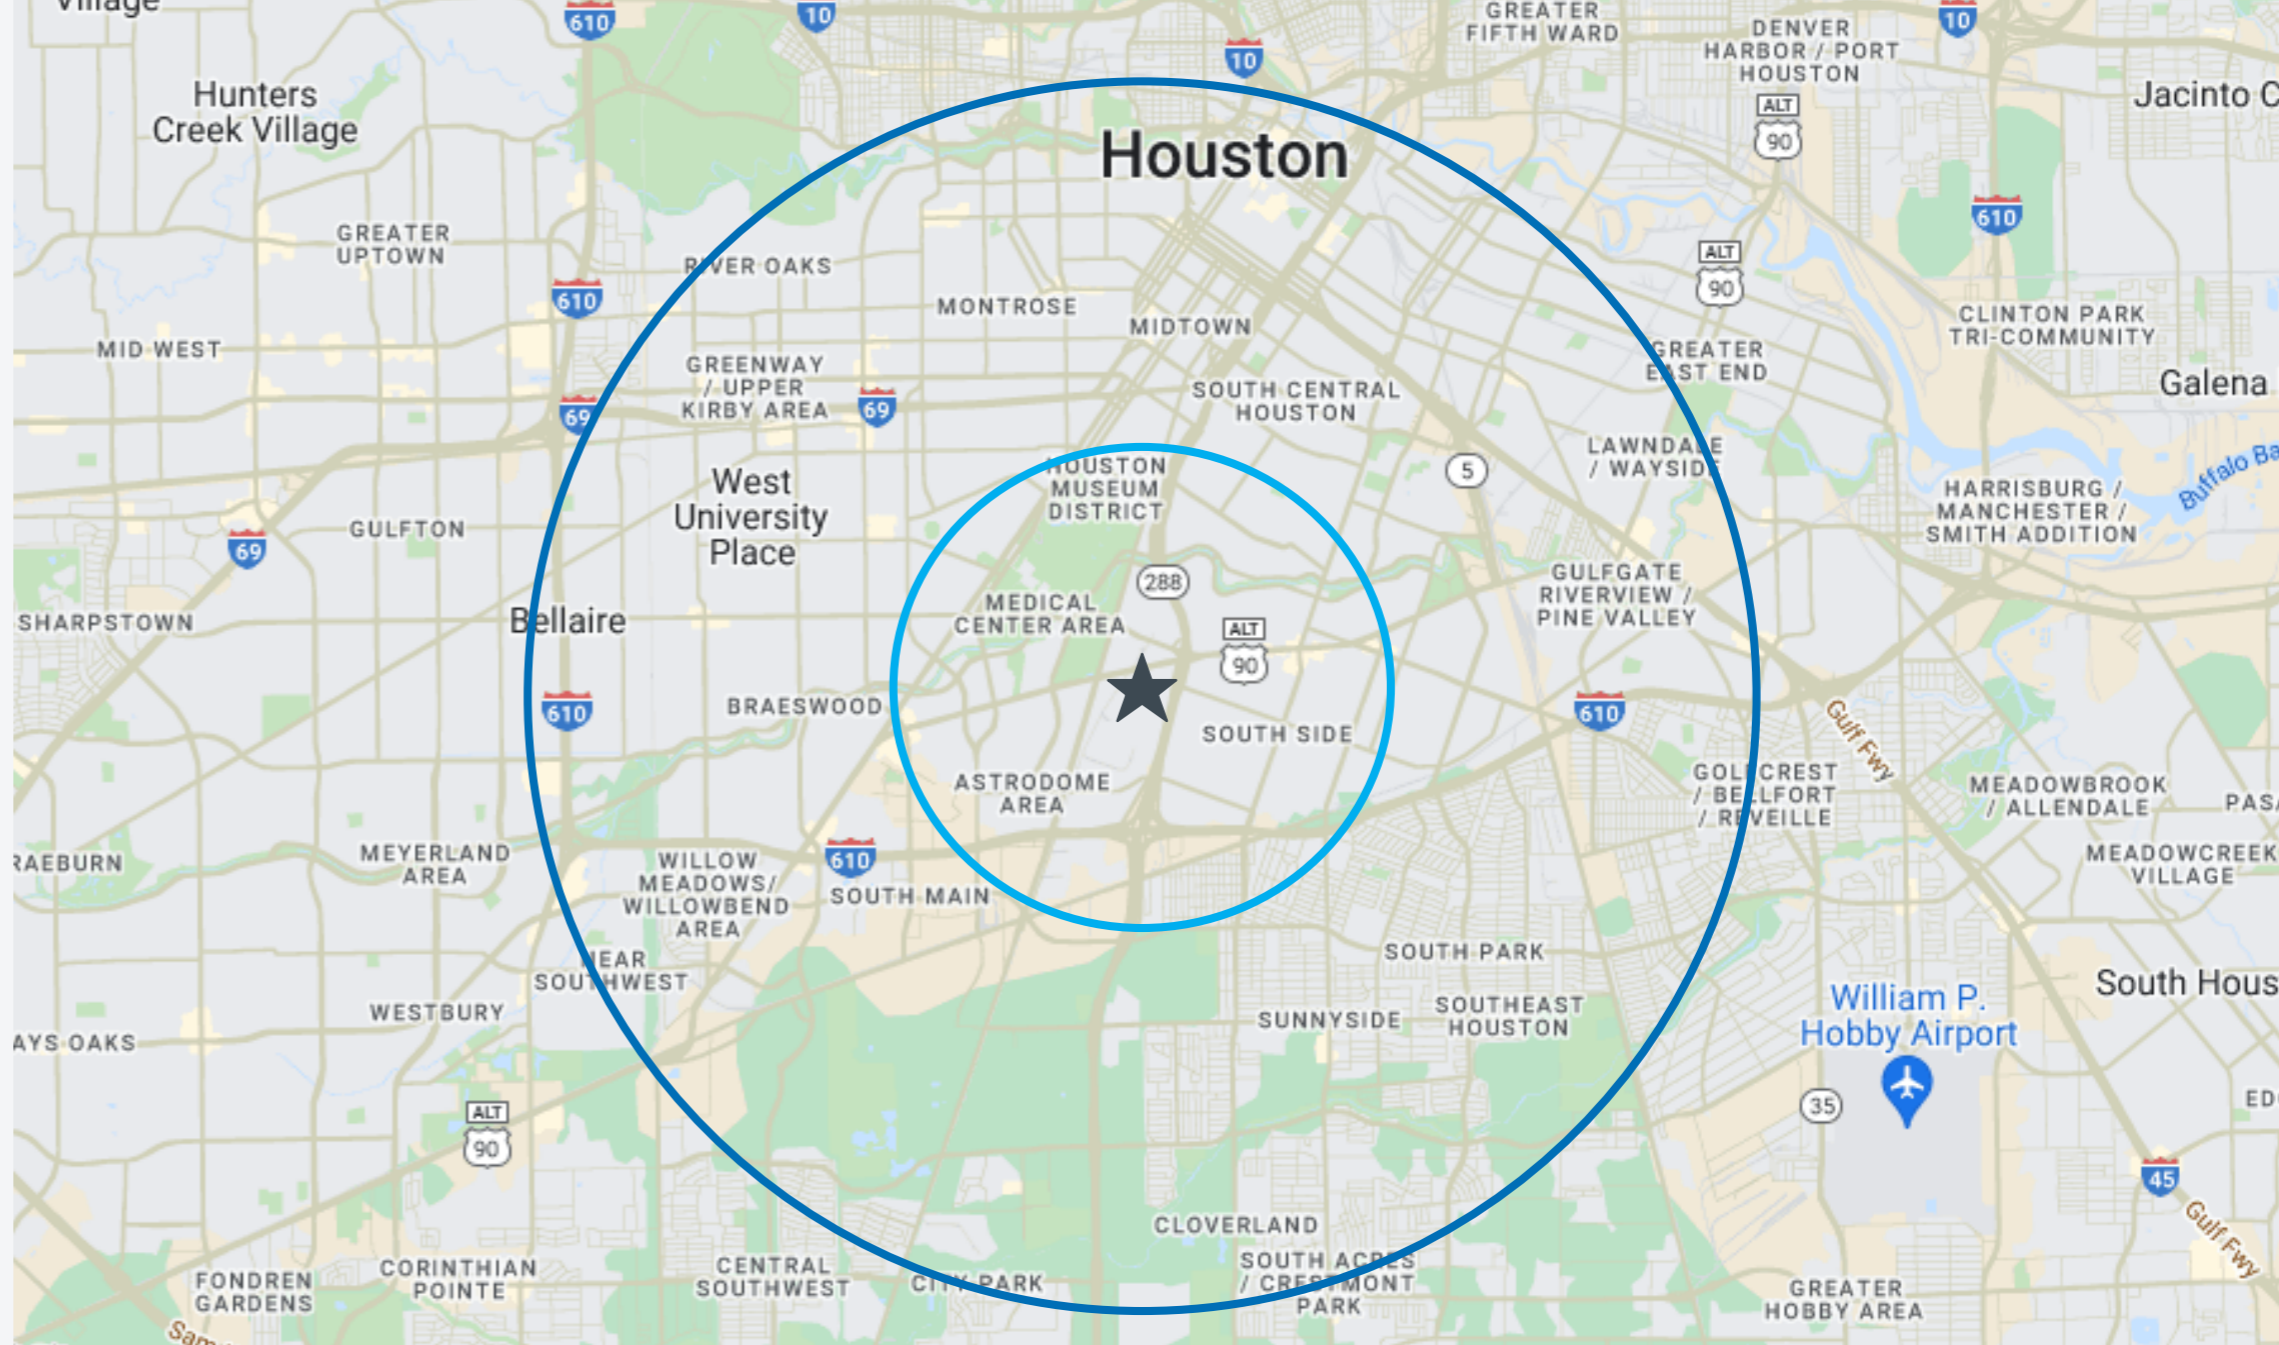 Village
610
10
GREATER
FIFTH WARD
10
DENVER
HARBOR / PORT
HOUSTON
10
Hunters
Creek Village
Jacinto C
ALT
90
Houston
610
GREATER
UPTOWN
RIVER OAKS
ALT
90
610
MONTROSE
MIDTOWN
CLINTON PARK
TRI-COMMUNITY
MID WEST
GREENWAY
/ UPPER
KIRBY AREA
69
69
SOUTH CENTRAL
HOUSTON
GREATER
EAST END
Galena
West
University
Place
HOUSTON
MUSEUM
DISTRICT
5
LAWNDALE
/ WAYSIDE
Buffalo Ba
HARRISBURG /
MANCHESTER /
SMITH ADDITION
GULFTON
69
288
GULFGATE
RIVERVIEW /
PINE VALLEY
SHARPSTOWN
Bellaire
MEDICAL
CENTER AREA
ALT
90
610
BRAESWOOD
SOUTH SIDE
610
Gulf Fwy
ASTRODOME
AREA
GOLFCREST
/ BELLFORT
/ REVEILLE
MEADOWBROOK
/ ALLENDALE
PAS
RAEBURN
MEYERLAND
AREA
WILLOW
MEADOWS/
WILLOWBEND
AREA
610
SOUTH MAIN
MEADOWCREEK
VILLAGE
NEAR
SOUTHWEST
SOUTH PARK
South Hous
WESTBURY
SUNNYSIDE
SOUTHEAST
HOUSTON
William P.
Hobby Airport
AYS OAKS
ALT
90
35
ED
45
Gulf Fwy
CLOVERLAND
FONDREN
GARDENS
CORINTHIAN
POINTE
CENTRAL
SOUTHWEST
CITY PARK
SOUTH ACRES
/ CRESTMONT
PARK
GREATER
HOBBY AREA
Sam